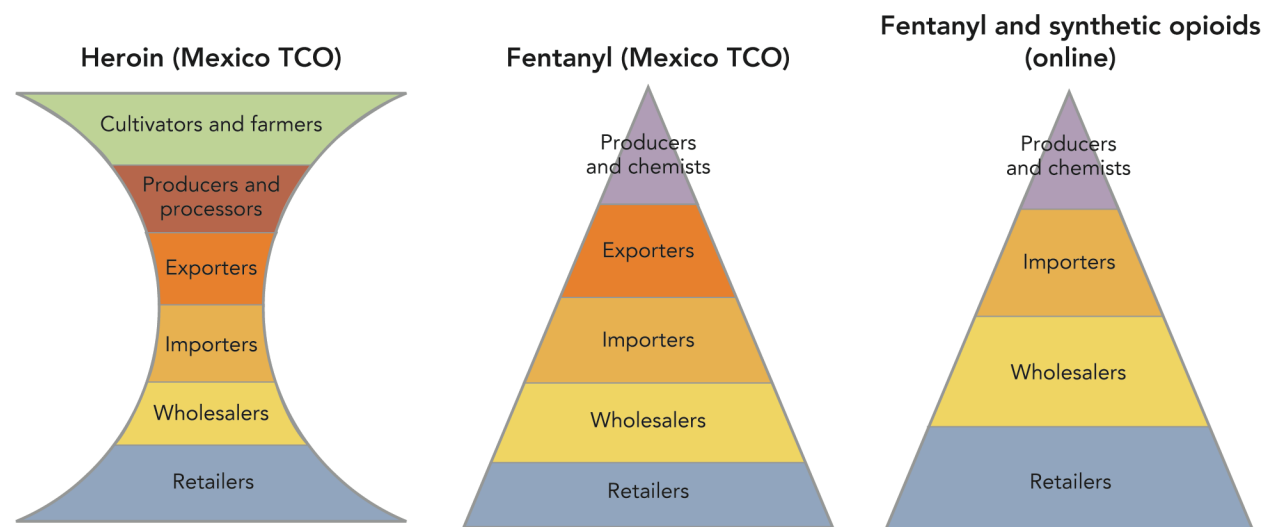 Heroin (Mexico TCO)
Cultivators and farmers
Producers and
processors
Exporters
Importers
Wholesalers
Retailers
Fentanyl (Mexico TCO)
Producers
and chemists
Exporters
Importers
Wholesalers
Retailers
Fentanyl and synthetic opioids
(online)
Producers
and chemists
Importers
Wholesalers
Retailers